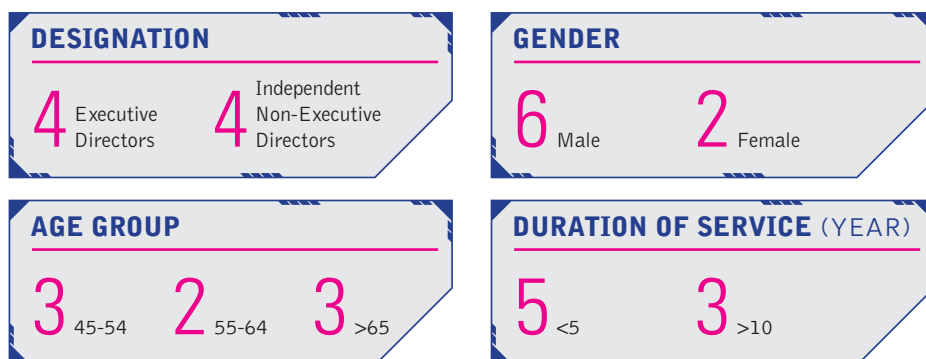 DESIGNATION
4 Executive
Directors
4 Independent
Non-Executive
Directors
GENDER
6 Male
2 Female
AGE GROUP
3 45-54
2 55-64
3 >65
DURATION OF SERVICE (YEAR)
5 <5
3 >10